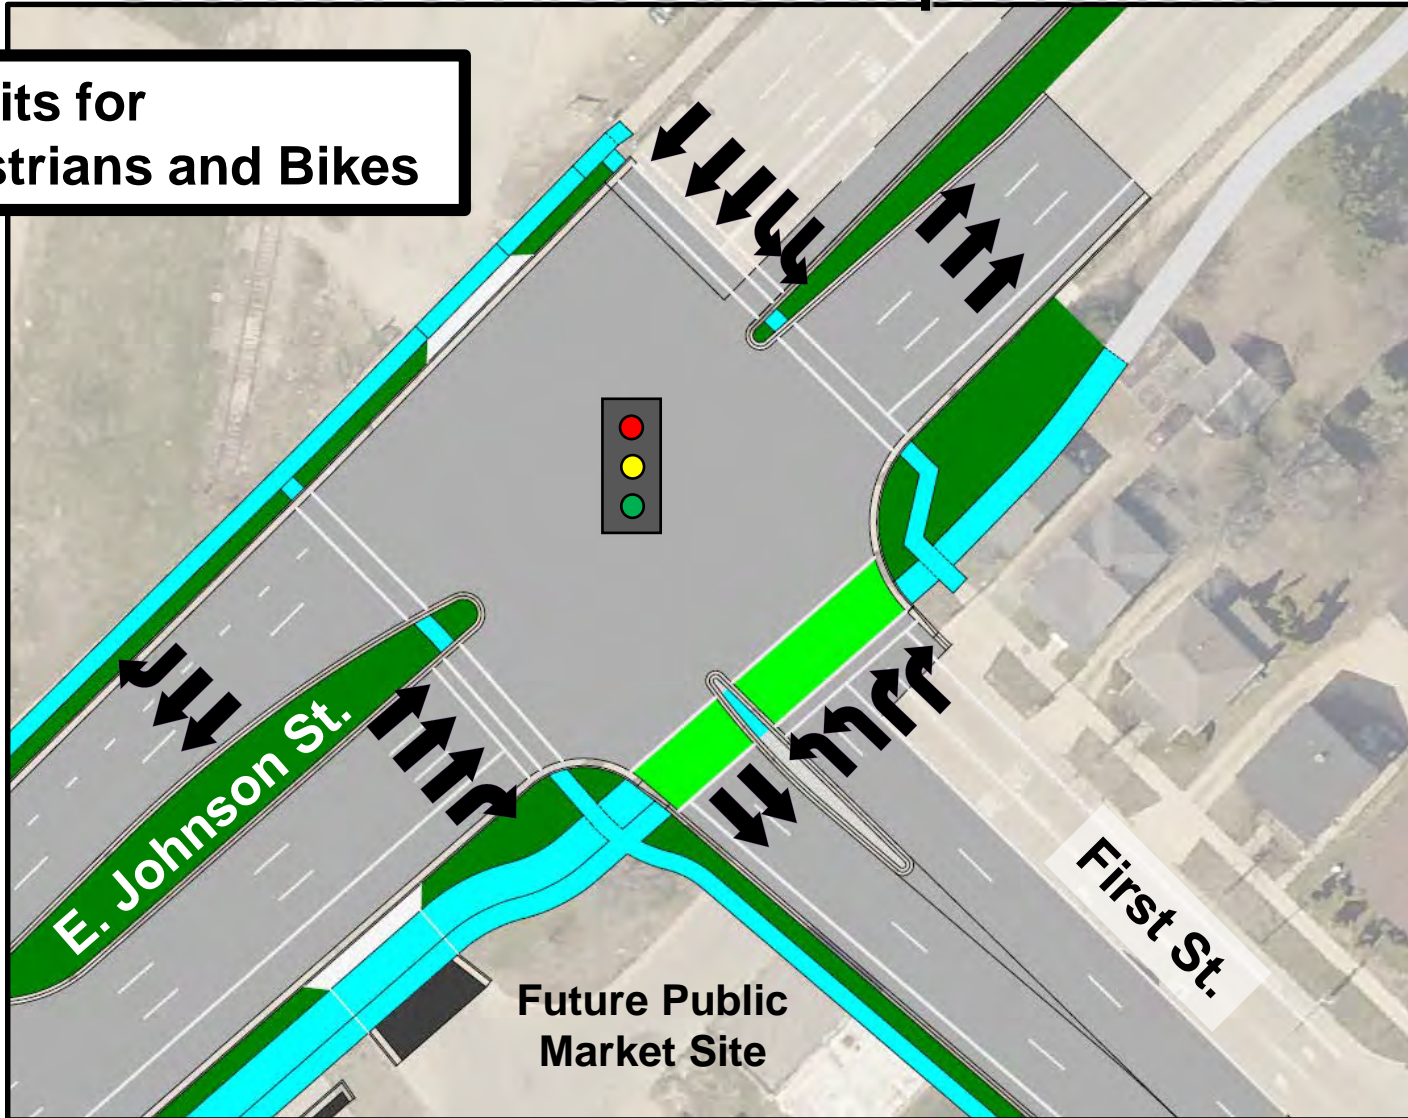 its for
strians and Bikes
E. Johnson St.
First St.
Future Public
Market Site